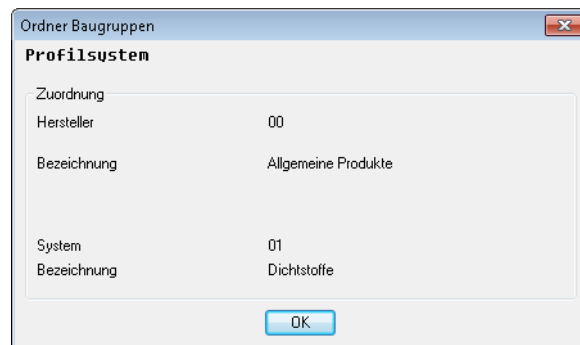 Ordner Baugruppen
Profilsystem
Zuordnung
Hersteller 00
Bezeichnung Allgemeine Produkte
System 01
Bezeichnung Dichtstoffe
OK